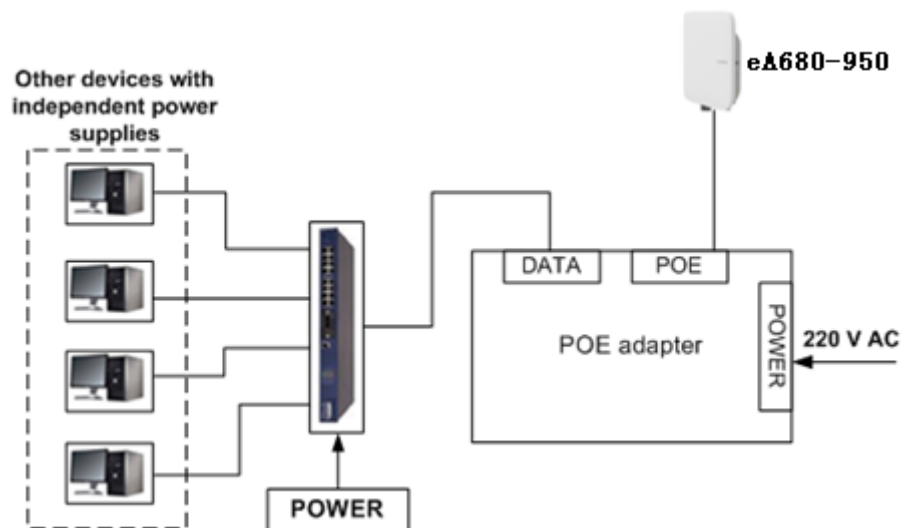 eA680-950
Other devices with
independent power
supplies
DATA
POE
POWER
POE adapter
220 V AC
POWER